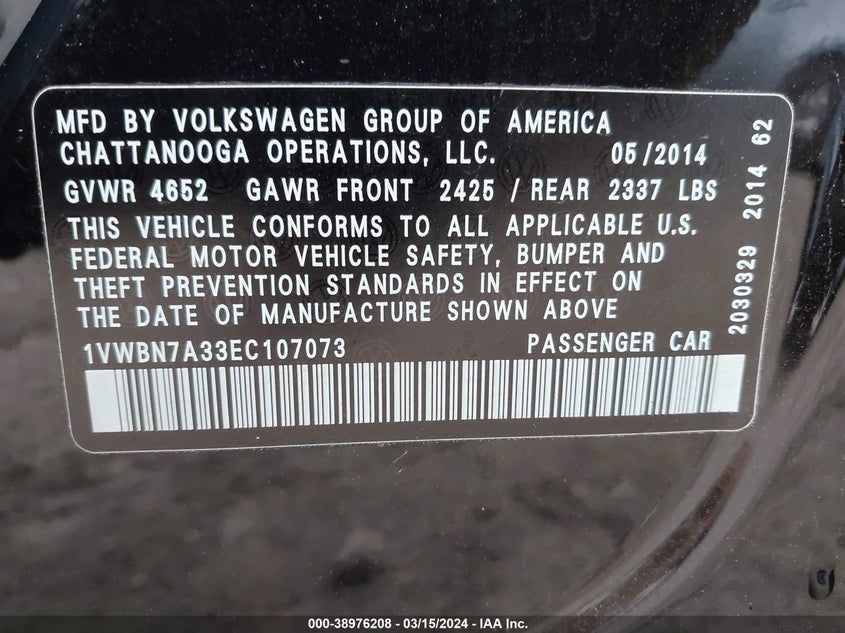 MFD BY VOLKSWAGEN GROUP OF AMERICA
CHATTANOOGA OPERATIONS, LLC. 05/2014
GVWR 4652 GAWR FRONT 2425 / REAR 2337 LBS
THIS VEHICLE CONFORMS TO ALL APPLICABLE U.S.
FEDERAL MOTOR VEHICLE SAFETY, BUMPER AND
THEFT PREVENTION STANDARDS IN EFFECT ON
THE DATE OF MANUFACTURE SHOWN ABOVE
1VWBN7A33EC107073 PASSENGER CAR
2030329 2014 62
000-38976208 - 03/15/2024 - IAA Inc.